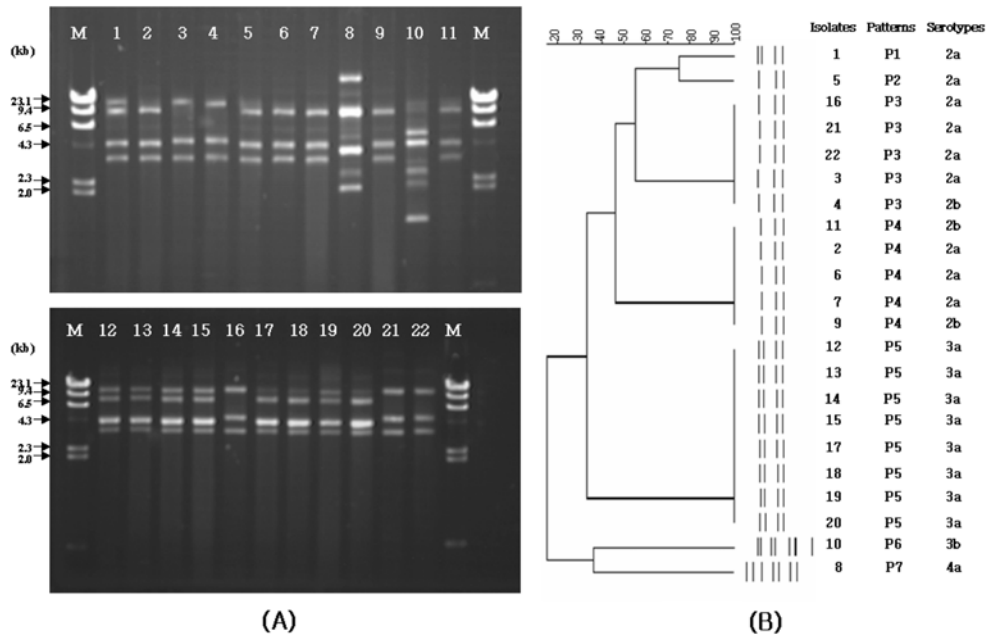 M 1 2 3 4 5 6 7 8 9 10 11 M
(kb)
23.1
9.4
6.5
4.3
2.3
2.0
M 12 13 14 15 16 17 18 19 20 21 22 M
(kb)
23.1
9.4
6.5
4.3
2.3
2.0
(A)
20 30 40 50 60 70 80 90 100
Isolates Patterns Serotypes
1 P1 2a
5 P2 2a
16 P3 2a
21 P3 2a
22 P3 2a
3 P3 2a
4 P3 2b
11 P4 2b
2 P4 2a
6 P4 2a
7 P4 2a
9 P4 2b
12 P5 3a
13 P5 3a
14 P5 3a
15 P5 3a
17 P5 3a
18 P5 3a
19 P5 3a
20 P5 3a
10 P6 3b
8 P7 4a
(B)